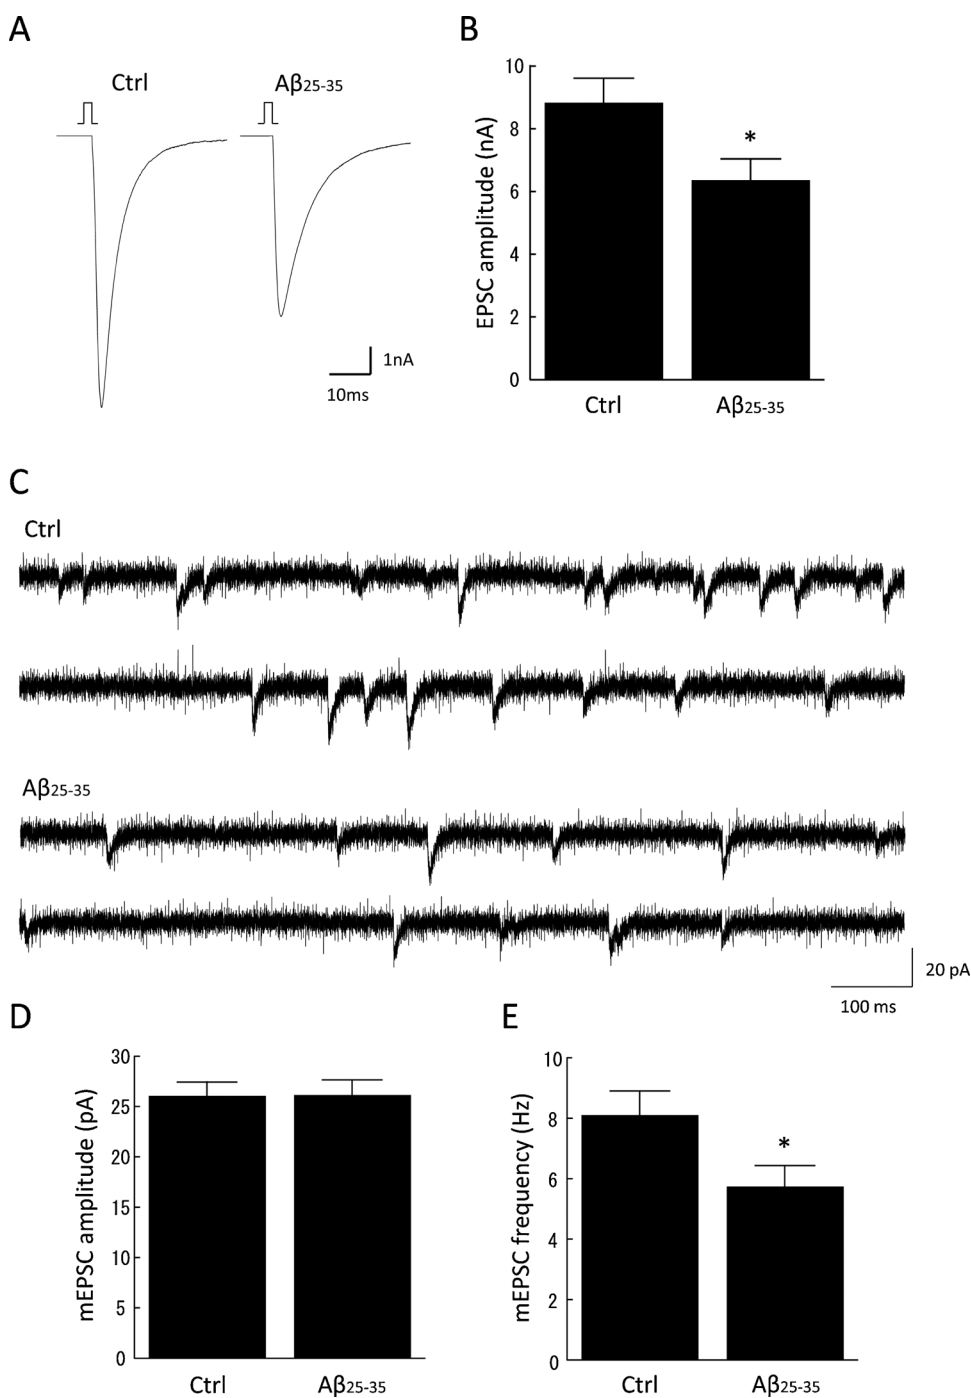 A
Ctrl
Aβ25-35
1nA
10ms
B
10
8
6
4
2
0
EPSC amplitude (nA)
*
Ctrl
Aβ25-35
C
Ctrl
Aβ25-35
20 pA
100 ms
D
30
25
20
15
10
5
0
mEPSC amplitude (pA)
Ctrl
Aβ25-35
E
10
8
6
4
2
0
mEPSC frequency (Hz)
*
Ctrl
Aβ25-35